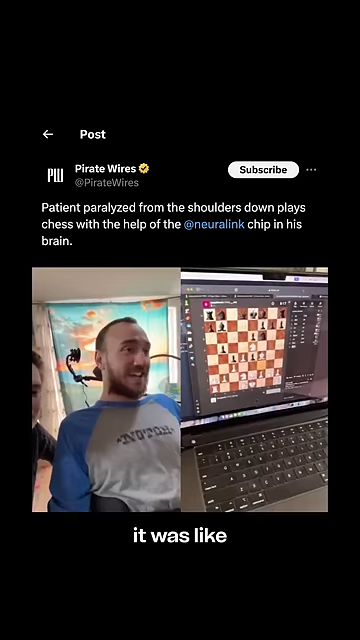 Post
Pirate Wires
Subscribe
@PirateWires
Patient paralyzed from the shoulders down plays
chess with the help of the @neuralink chip in his
brain.
it was like